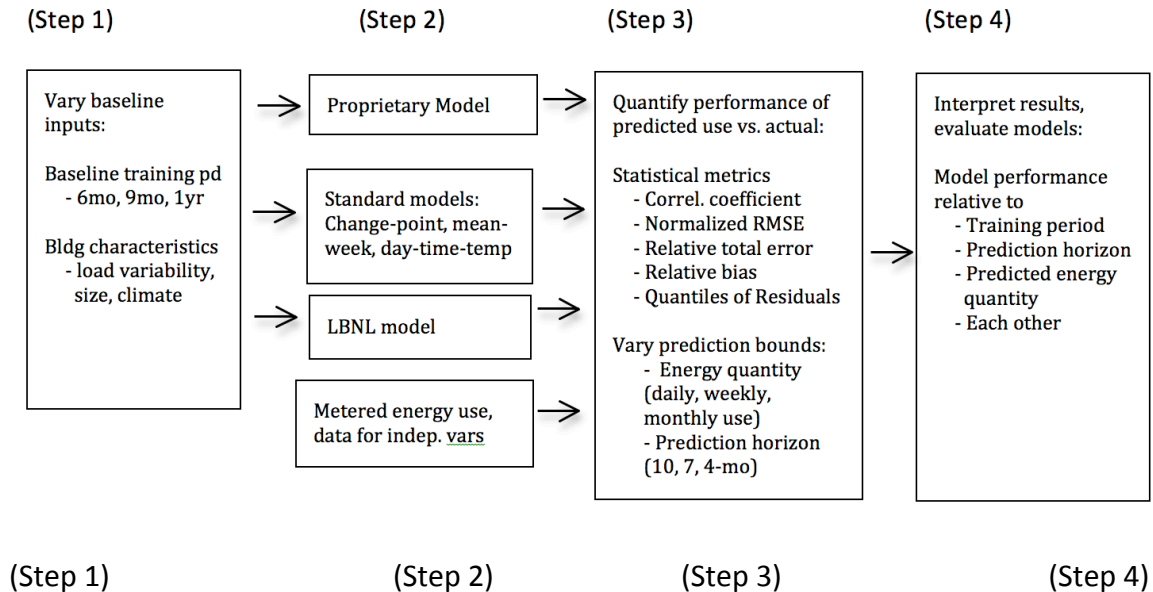 (Step 1)
(Step 2)
(Step 3)
(Step 4)
Vary baseline
inputs:
Baseline training pd
- 6mo, 9mo, 1yr
Bldg characteristics
- load variability,
size, climate
Proprietary Model
Standard models:
Change-point, mean-
week, day-time-temp
LBNL model
Metered energy use,
data for indep. vars
Quantify performance of
predicted use vs. actual:
Statistical metrics
- Correl. coefficient
- Normalized RMSE
- Relative total error
- Relative bias
- Quantiles of Residuals
Vary prediction bounds:
- Energy quantity
(daily, weekly,
monthly use)
- Prediction horizon
(10, 7, 4-mo)
Interpret results,
evaluate models:
Model performance
relative to
- Training period
- Prediction horizon
- Predicted energy
quantity
- Each other
(Step 1)
(Step 2)
(Step 3)
(Step 4)